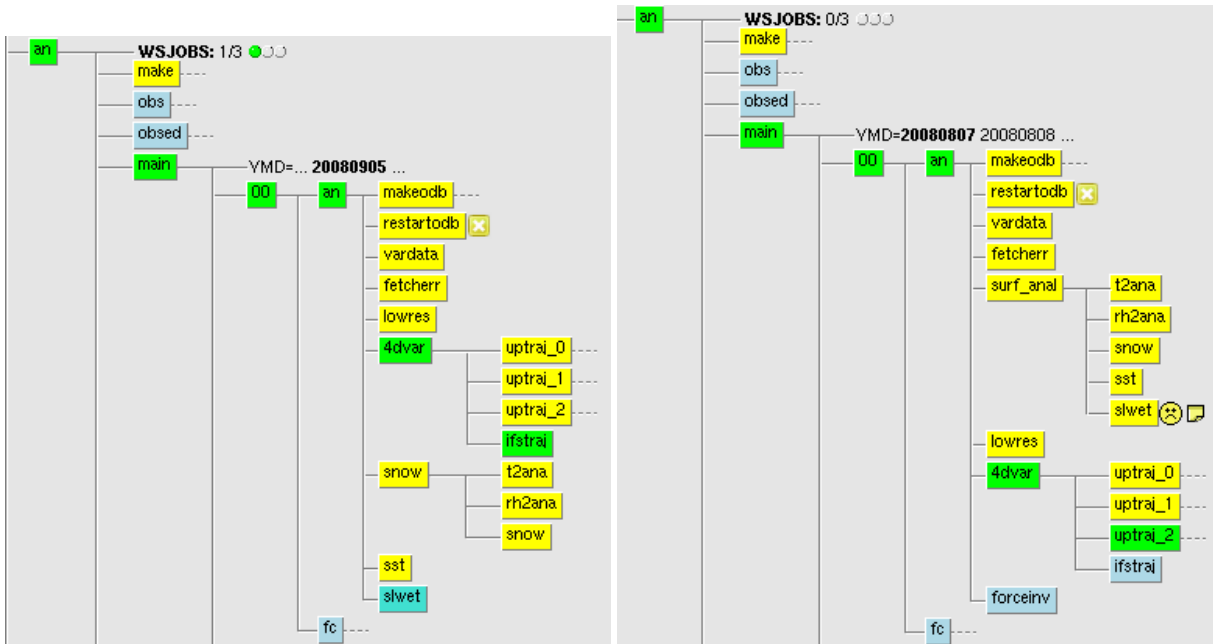 an
WSJOBS: 1/3
make
obs
obsed
main
YMD=... 20080905 ...
00
an
makeodb
restartodb
vardata
fetcherr
lowres
4dvar
uptraj_0
uptraj_1
uptraj_2
ifstraj
snow
t2ana
rh2ana
snow
sst
slwet
fc
an
WSJOBS: 0/3
make
obs
obsed
main
YMD=20080807 20080808 ...
00
an
makeodb
restartodb
vardata
fetcherr
surf_anal
t2ana
rh2ana
snow
sst
slwet
lowres
4dvar
uptraj_0
uptraj_1
uptraj_2
ifstraj
forceinv
fc